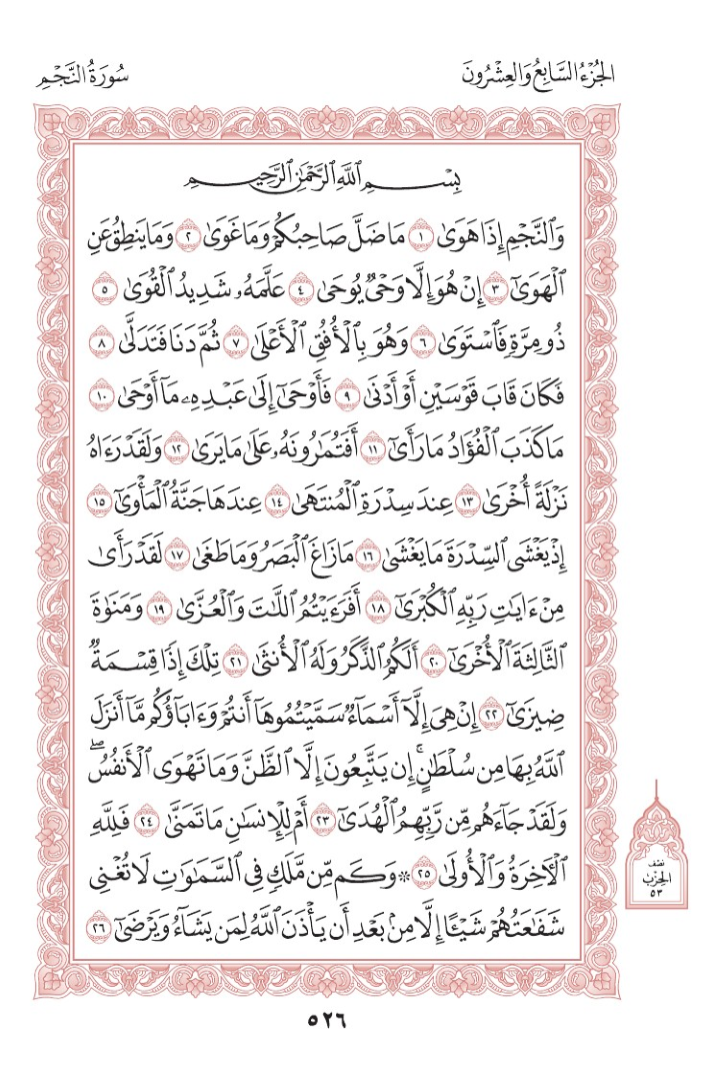 الجُزْءُ السَّابِعُ وَالعِشْرُونَ
سُورَةُ النَّجْمِ
بِسْمِ ٱللَّهِ ٱلرَّحْمَٰنِ ٱلرَّحِيمِ
وَٱلنَّجْمِ إِذَا هَوَىٰ ١ مَا ضَلَّ صَاحِبُكُمْ وَمَا غَوَىٰ ٢ وَمَا يَنطِقُ عَنِ
ٱلْهَوَىٰٓ ٣ إِنْ هُوَ إِلَّا وَحْىٌ يُوحَىٰ ٤ عَلَّمَهُۥ شَدِيدُ ٱلْقُوَىٰ ٥
ذُو مِرَّةٍ فَٱسْتَوَىٰ ٦ وَهُوَ بِٱلْأُفُقِ ٱلْأَعْلَىٰ ٧ ثُمَّ دَنَا فَتَدَلَّىٰ ٨
فَكَانَ قَابَ قَوْسَيْنِ أَوْ أَدْنَىٰ ٩ فَأَوْحَىٰٓ إِلَىٰ عَبْدِهِۦ مَآ أَوْحَىٰ ١٠
مَا كَذَبَ ٱلْفُؤَادُ مَا رَأَىٰٓ ١١ أَفَتُمَٰرُونَهُۥ عَلَىٰ مَا يَرَىٰ ١٢ وَلَقَدْ رَءَاهُ
نَزْلَةً أُخْرَىٰ ١٣ عِندَ سِدْرَةِ ٱلْمُنتَهَىٰ ١٤ عِندَهَا جَنَّةُ ٱلْمَأْوَىٰٓ ١٥
إِذْ يَغْشَى ٱلسِّدْرَةَ مَا يَغْشَىٰ ١٦ مَا زَاغَ ٱلْبَصَرُ وَمَا طَغَىٰ ١٧ لَقَدْ رَأَىٰ
مِنْ ءَايَٰتِ رَبِّهِ ٱلْكُبْرَىٰٓ ١٨ أَفَرَءَيْتُمُ ٱللَّٰتَ وَٱلْعُزَّىٰ ١٩ وَمَنَوٰةَ
ٱلثَّالِثَةَ ٱلْأُخْرَىٰٓ ٢٠ أَلَكُمُ ٱلذَّكَرُ وَلَهُ ٱلْأُنثَىٰ ٢١ تِلْكَ إِذًا قِسْمَةٌ
ضِيزَىٰٓ ٢٢ إِنْ هِىَ إِلَّآ أَسْمَآءٌ سَمَّيْتُمُوهَآ أَنتُمْ وَءَابَآؤُكُم مَّآ أَنزَلَ
ٱللَّهُ بِهَا مِن سُلْطَٰنٍ ۚ إِن يَتَّبِعُونَ إِلَّا ٱلظَّنَّ وَمَا تَهْوَى ٱلْأَنفُسُ ۖ
وَلَقَدْ جَآءَهُم مِّن رَّبِّهِمُ ٱلْهُدَىٰٓ ٢٣ أَمْ لِلْإِنسَٰنِ مَا تَمَنَّىٰ ٢٤ فَلِلَّهِ
ٱلْءَاخِرَةُ وَٱلْأُولَىٰ ٢٥ ۞ وَكَم مِّن مَّلَكٍ فِى ٱلسَّمَٰوَٰتِ لَا تُغْنِى
شَفَٰعَتُهُمْ شَيْـًٔا إِلَّا مِنۢ بَعْدِ أَن يَأْذَنَ ٱللَّهُ لِمَن يَشَآءُ وَيَرْضَىٰٓ ٢٦
نصف
الحِزْب
٥٣
٥٢٦